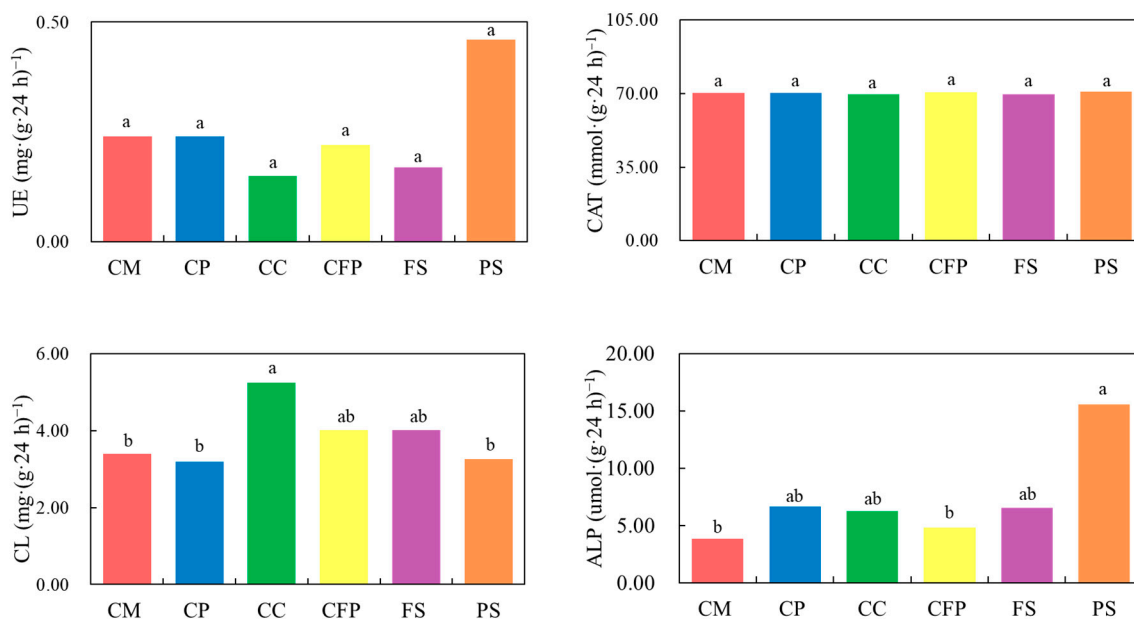 UE (mg·(g·24 h)⁻¹
0.50
0.00
a a a a a a
CM CP CC CFP FS PS
CAT (mmol·(g·24 h)⁻¹
105.00
70.00
35.00
0.00
a a a a a a
CM CP CC CFP FS PS
CL (mg·(g·24 h)⁻¹
6.00
4.00
2.00
0.00
b b a ab ab b
CM CP CC CFP FS PS
ALP (umol·(g·24 h)⁻¹
20.00
15.00
10.00
5.00
0.00
b ab ab b ab a
CM CP CC CFP FS PS